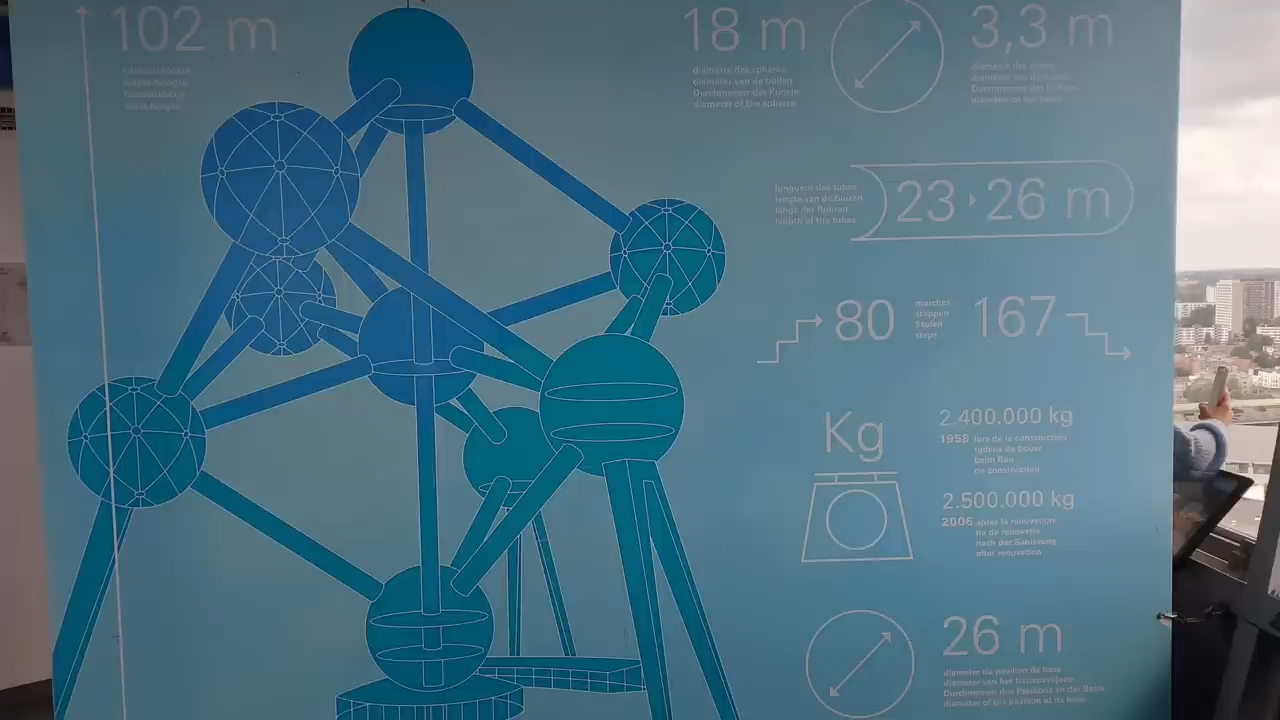 102 m
18 m
diamètre des sphères
diameter van de bollen
Durchmesser der Kugeln
diameter of the spheres
3,3 m
diamètre des tubes
diameter van de buizen
diameter of the tubes
longueur des tubes
lengte van de buizen
länge der Rohren
length of the tubes
23 26 m
80
marches
trappen
Stufen
steps
167
Kg
2.400.000 kg
1958 lors de la construction
tijdens de bouw
beim Bau
on construction
2.500.000 kg
2006 après la rénovation
na de renovatie
nach der Sanierung
after renovation
26 m
diamètre du pavillon de base
diameter van het basispaviljoen
Durchmesser des Pavillons an der Basis
diameter of the pavilion at its base